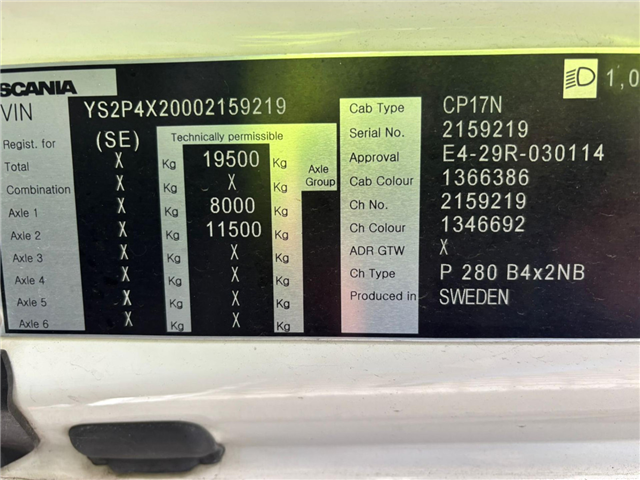 SCANIA
VIN YS2P4X20002159219
(SE) Technically permissible
Regist. for
Total X Kg 19500 Kg Axle Group
Combination X Kg X Kg
Axle 1 X Kg 8000 Kg
Axle 2 X Kg 11500 Kg
Axle 3 X Kg X Kg
Axle 4 X Kg X Kg
Axle 5 X Kg X Kg
Axle 6 X Kg X Kg
1,0
Cab Type CP17N
Serial No. 2159219
Approval E4-29R-030114
Cab Colour 1366386
Ch No. 2159219
Ch Colour 1346692
ADR GTW X
Ch Type P 280 B4x2NB
Produced in SWEDEN